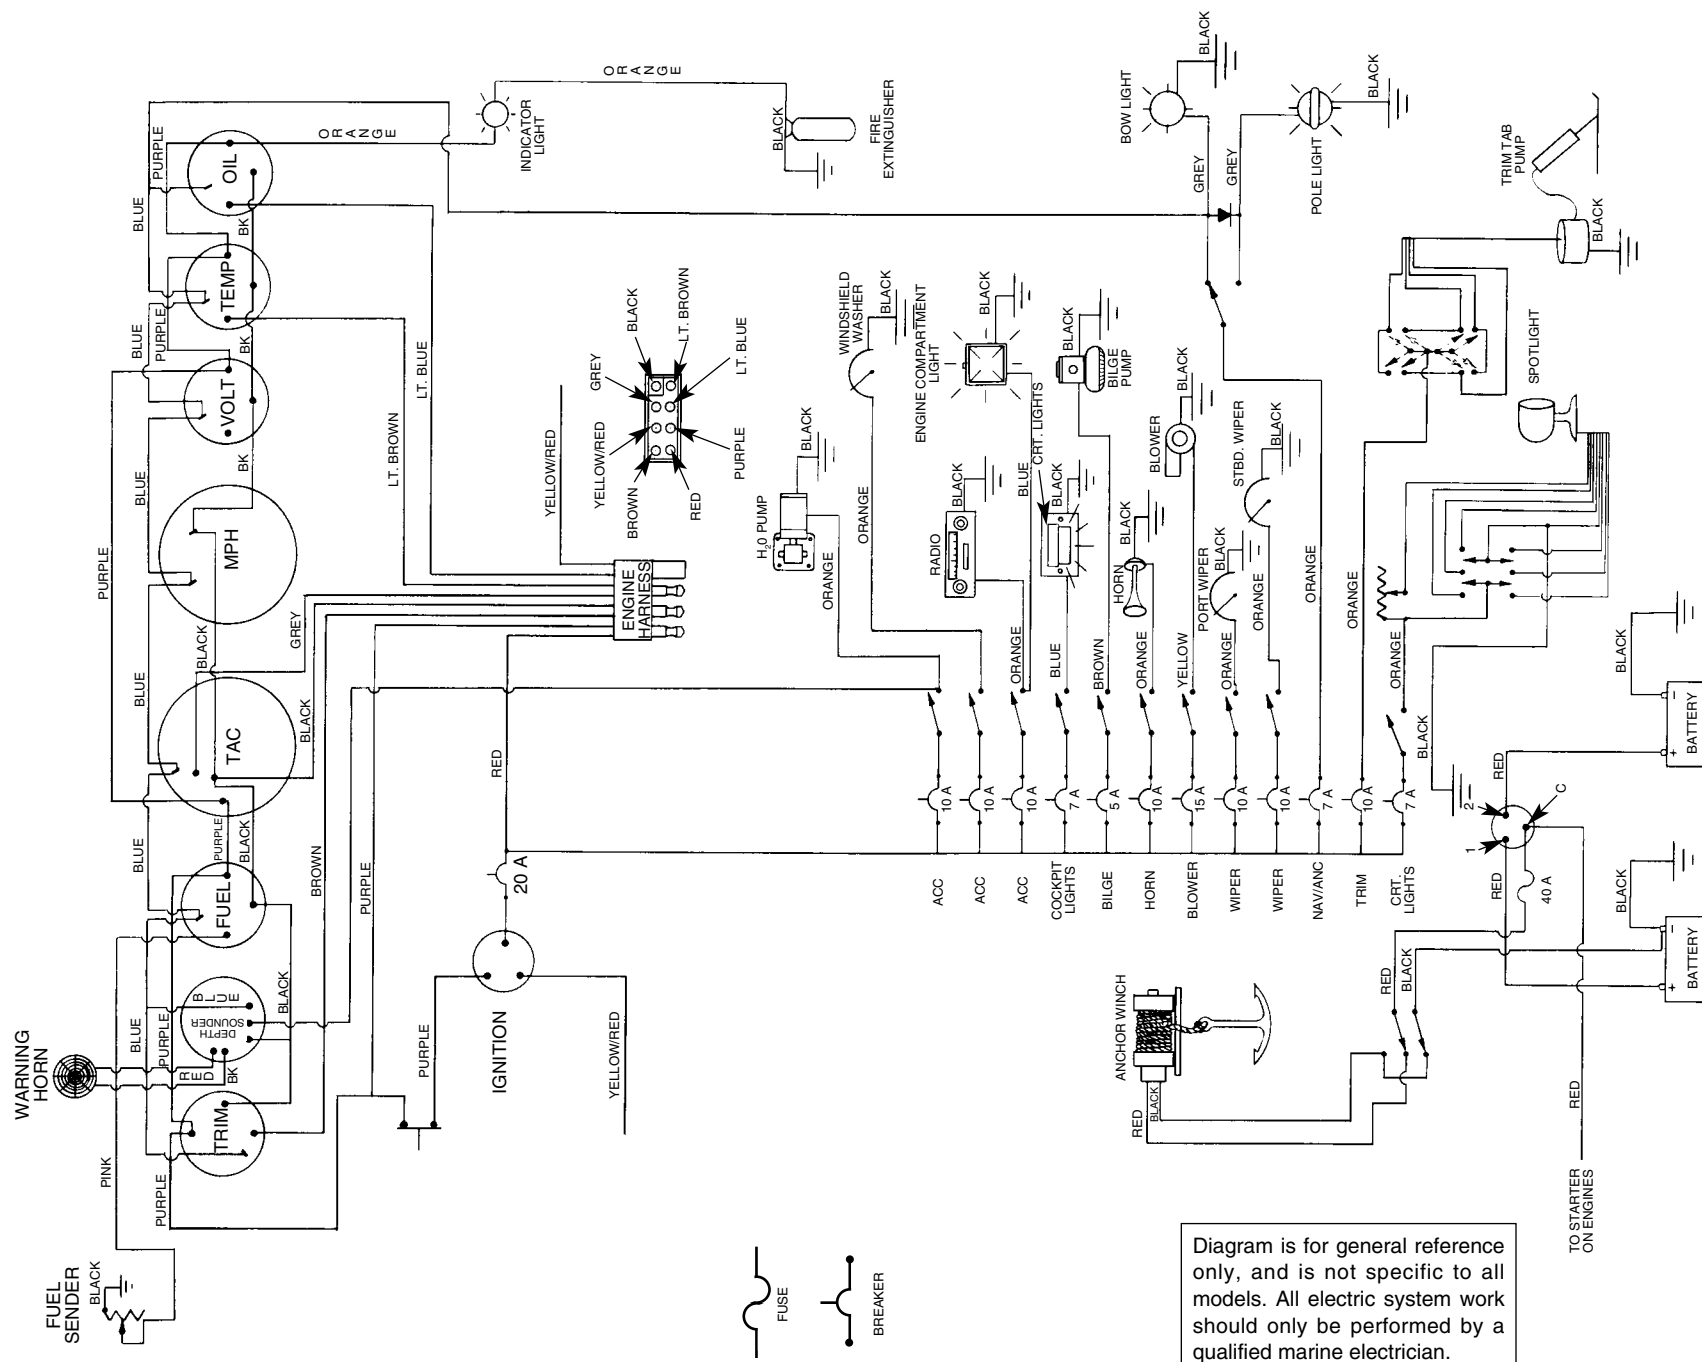 WARNING
HORN
FUEL
SENDER
BLACK
PINK
PURPLE
BLUE
PURPLE
TRIM
RED
BK
DEPTH
SOUNDER
BLUE
BLACK
FUEL
BLUE
PURPLE
BLACK
BROWN
PURPLE
TAC
BLUE
BLACK
BLACK
GREY
PURPLE
MPH
BLUE
BK
VOLT
BLUE
PURPLE
BK
TEMP
BLUE
PURPLE
BK
OIL
LT. BROWN
LT. BLUE
ORANGE
INDICATOR
LIGHT
ORANGE
BLACK
FIRE
EXTINGUISHER
PURPLE
IGNITION
YELLOW/RED
20 A
RED
ENGINE
HARNESS
YELLOW/RED
BROWN
YELLOW/RED
GREY
BLACK
LT. BROWN
LT. BLUE
PURPLE
RED
H2O PUMP
BLACK
ORANGE
WINDSHIELD
WASHER
BLACK
ORANGE
ENGINE COMPARTMENT
LIGHT
BLACK
RADIO
BLACK
ORANGE
BLUE
CRT. LIGHTS
BLACK
BLUE
BILGE
PUMP
BLACK
BROWN
HORN
BLACK
ORANGE
BLOWER
BLACK
YELLOW
PORT WIPER
BLACK
ORANGE
STBD. WIPER
BLACK
ORANGE
ORANGE
BOW LIGHT
BLACK
GREY
GREY
POLE LIGHT
BLACK
TRIM TAB
PUMP
BLACK
ORANGE
SPOTLIGHT
ORANGE
BLACK
ACC
10 A
ACC
10 A
ACC
10 A
COCKPIT
LIGHTS
7 A
BILGE
5 A
HORN
10 A
BLOWER
15 A
WIPER
10 A
WIPER
10 A
NAV/ANC
7 A
TRIM
10 A
CRT.
LIGHTS
7 A
ANCHOR WINCH
RED
BLACK
RED
BLACK
1
2
C
RED
RED
40 A
BLACK
BATTERY
+
-
BLACK
BATTERY
+
-
RED
TO STARTER
ON ENGINES
FUSE
BREAKER
Diagram is for general reference
only, and is not specific to all
models. All electric system work
should only be performed by a
qualified marine electrician.